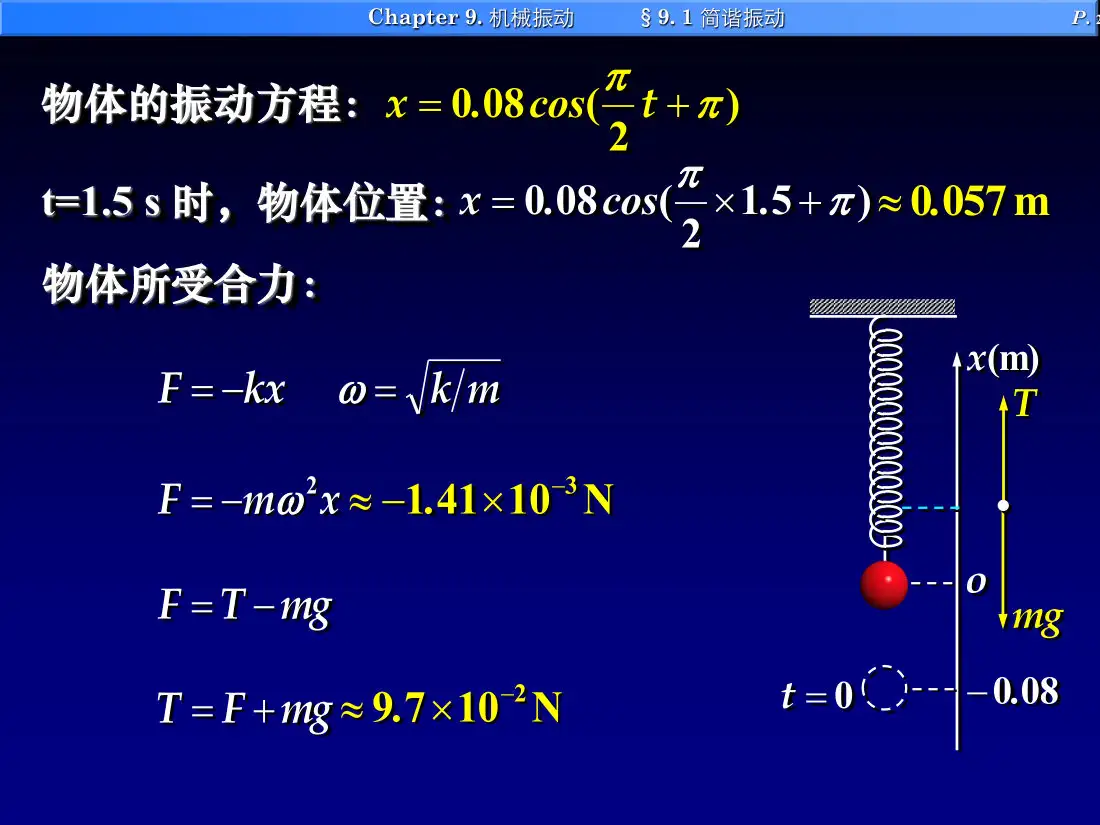 Chapter 9. 机械振动 § 9. 1 简谐振动 P.
物体的振动方程： x = 0.08 cos( π/2 t + π )
t=1.5 s 时，物体位置： x = 0.08 cos( π/2 × 1.5 + π ) ≈ 0.057 m
物体所受合力：
F = −kx ω = √k/m
F = −mω²x ≈ −1.41×10⁻³ N
F = T − mg
T = F + mg ≈ 9.7×10⁻² N
x(m)
T
o
mg
t = 0
− 0.08